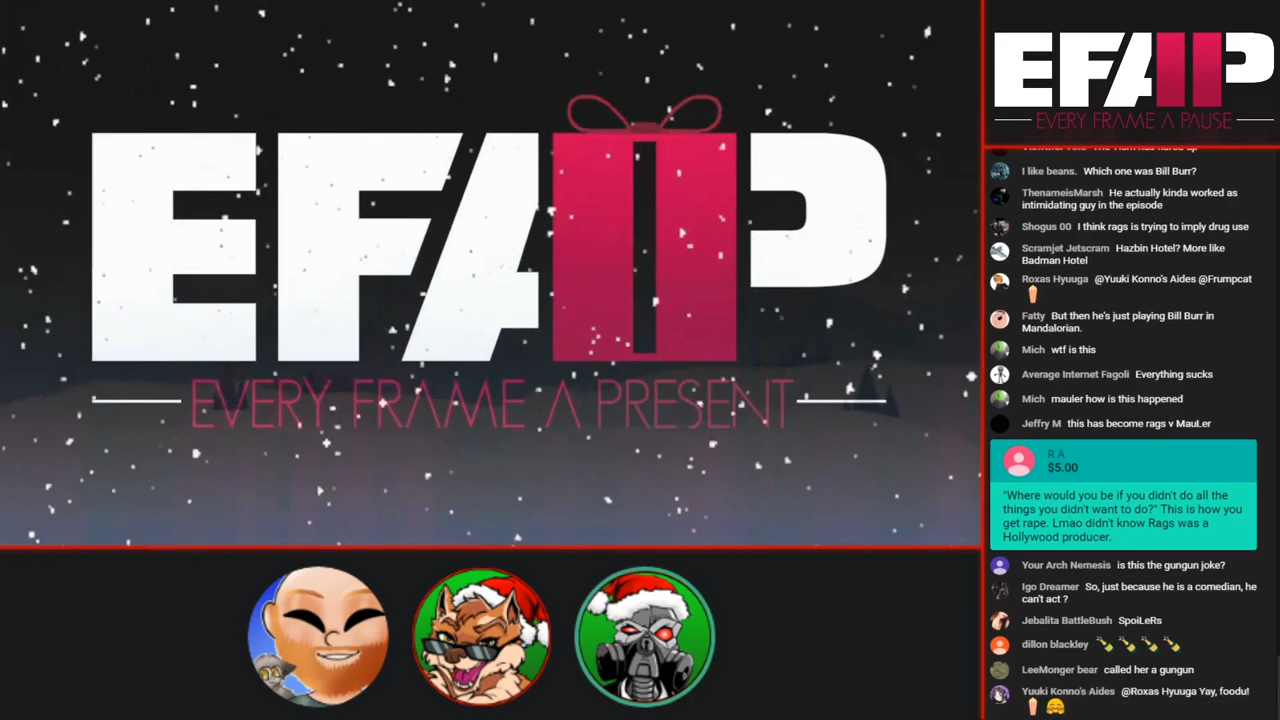 EFAP
EVERY FRAME A PRESENT
EFAP
EVERY FRAME A PAUSE
I like beans. Which one was Bill Burr?
ThenameisMarsh He actually kinda worked as
intimidating guy in the episode
Shogus 00 I think rags is trying to imply drug use
Scramjet Jetscram Hazbin Hotel? More like
Badman Hotel
Roxas Hyuuga @Yuuki Konno's Aides @Frumpcat
Fatty But then he's just playing Bill Burr in
Mandalorian.
Mich wtf is this
Average Internet Fagoli Everything sucks
Mich mauler how is this happened
Jeffry M this has become rags v MauLer
R A
$5.00
"Where would you be if you didn't do all the
things you didn't want to do?" This is how you
get rape. Lmao didn't know Rags was a
Hollywood producer.
Your Arch Nemesis is this the gungun joke?
Igo Dreamer So, just because he is a comedian, he
can't act ?
Jebalita BattleBush SpoiLeRs
dillon blackley
LeeMonger bear called her a gungun
Yuuki Konno's Aides @Roxas Hyuuga Yay, foodu!